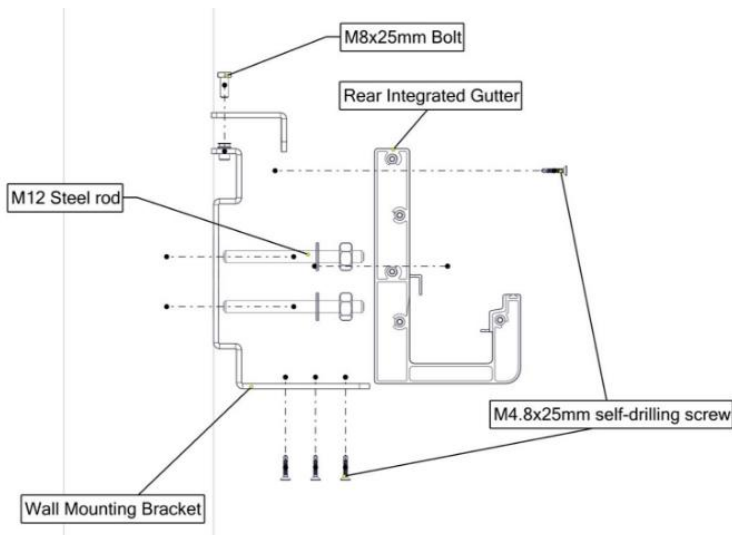 M8x25mm Bolt
Rear Integrated Gutter
M12 Steel rod
M4.8x25mm self-drilling screw
Wall Mounting Bracket